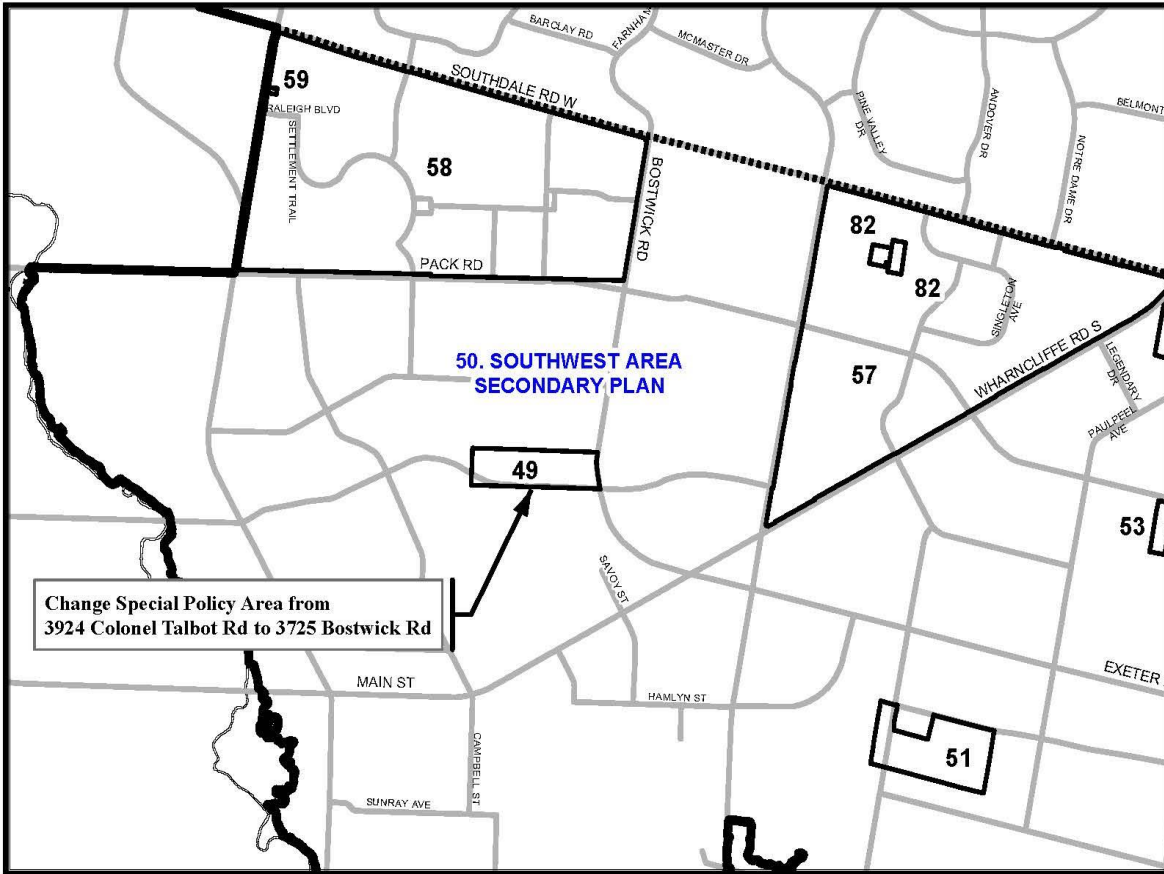 BARCLAY RD
FARNHAM
MCMASTER DR
59
SOUTHDALE RD W
RALEIGH BLVD
SETTLEMENT TRAIL
58
PINE VALLEY
DR
ANDOVER DR
BELMONT
NOTRE DAME DR
BOSTWICK RD
PACK RD
82
82
SINGLETON
AVE
50. SOUTHWEST AREA
SECONDARY PLAN
57
WHARNCLIFFE RD S
LEGENDARY
DR
PAULPEEL
AVE
49
53
SAVOY ST
Change Special Policy Area from
3924 Colonel Talbot Rd to 3725 Bostwick Rd
MAIN ST
HAMLYN ST
EXETER
CAMPBELL ST
51
SUNRAY AVE